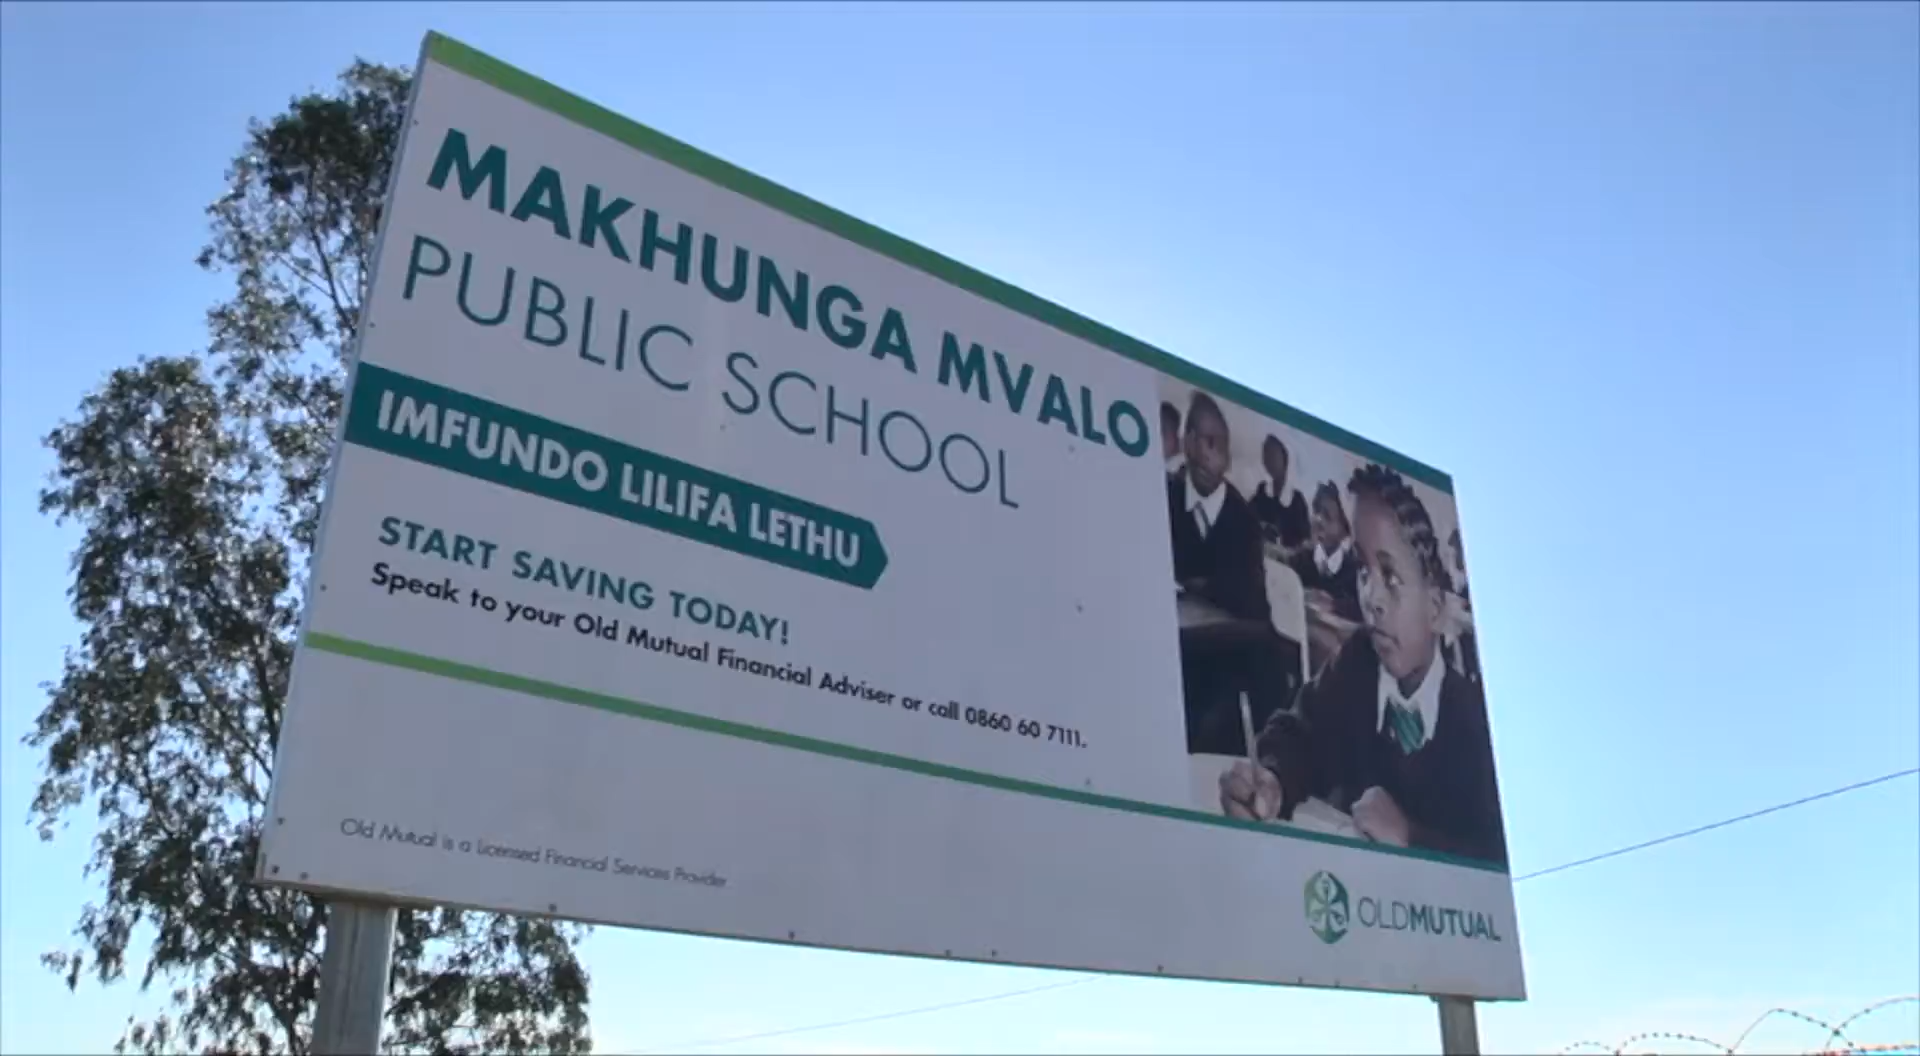 MAKHUNGA MVALO
PUBLIC SCHOOL
IMFUNDO LILIFA LETHU
START SAVING TODAY!
Speak to your Old Mutual Financial Adviser or call 0860 60 7111.
Old Mutual is a Licensed Financial Services Provider
OLDMUTUAL